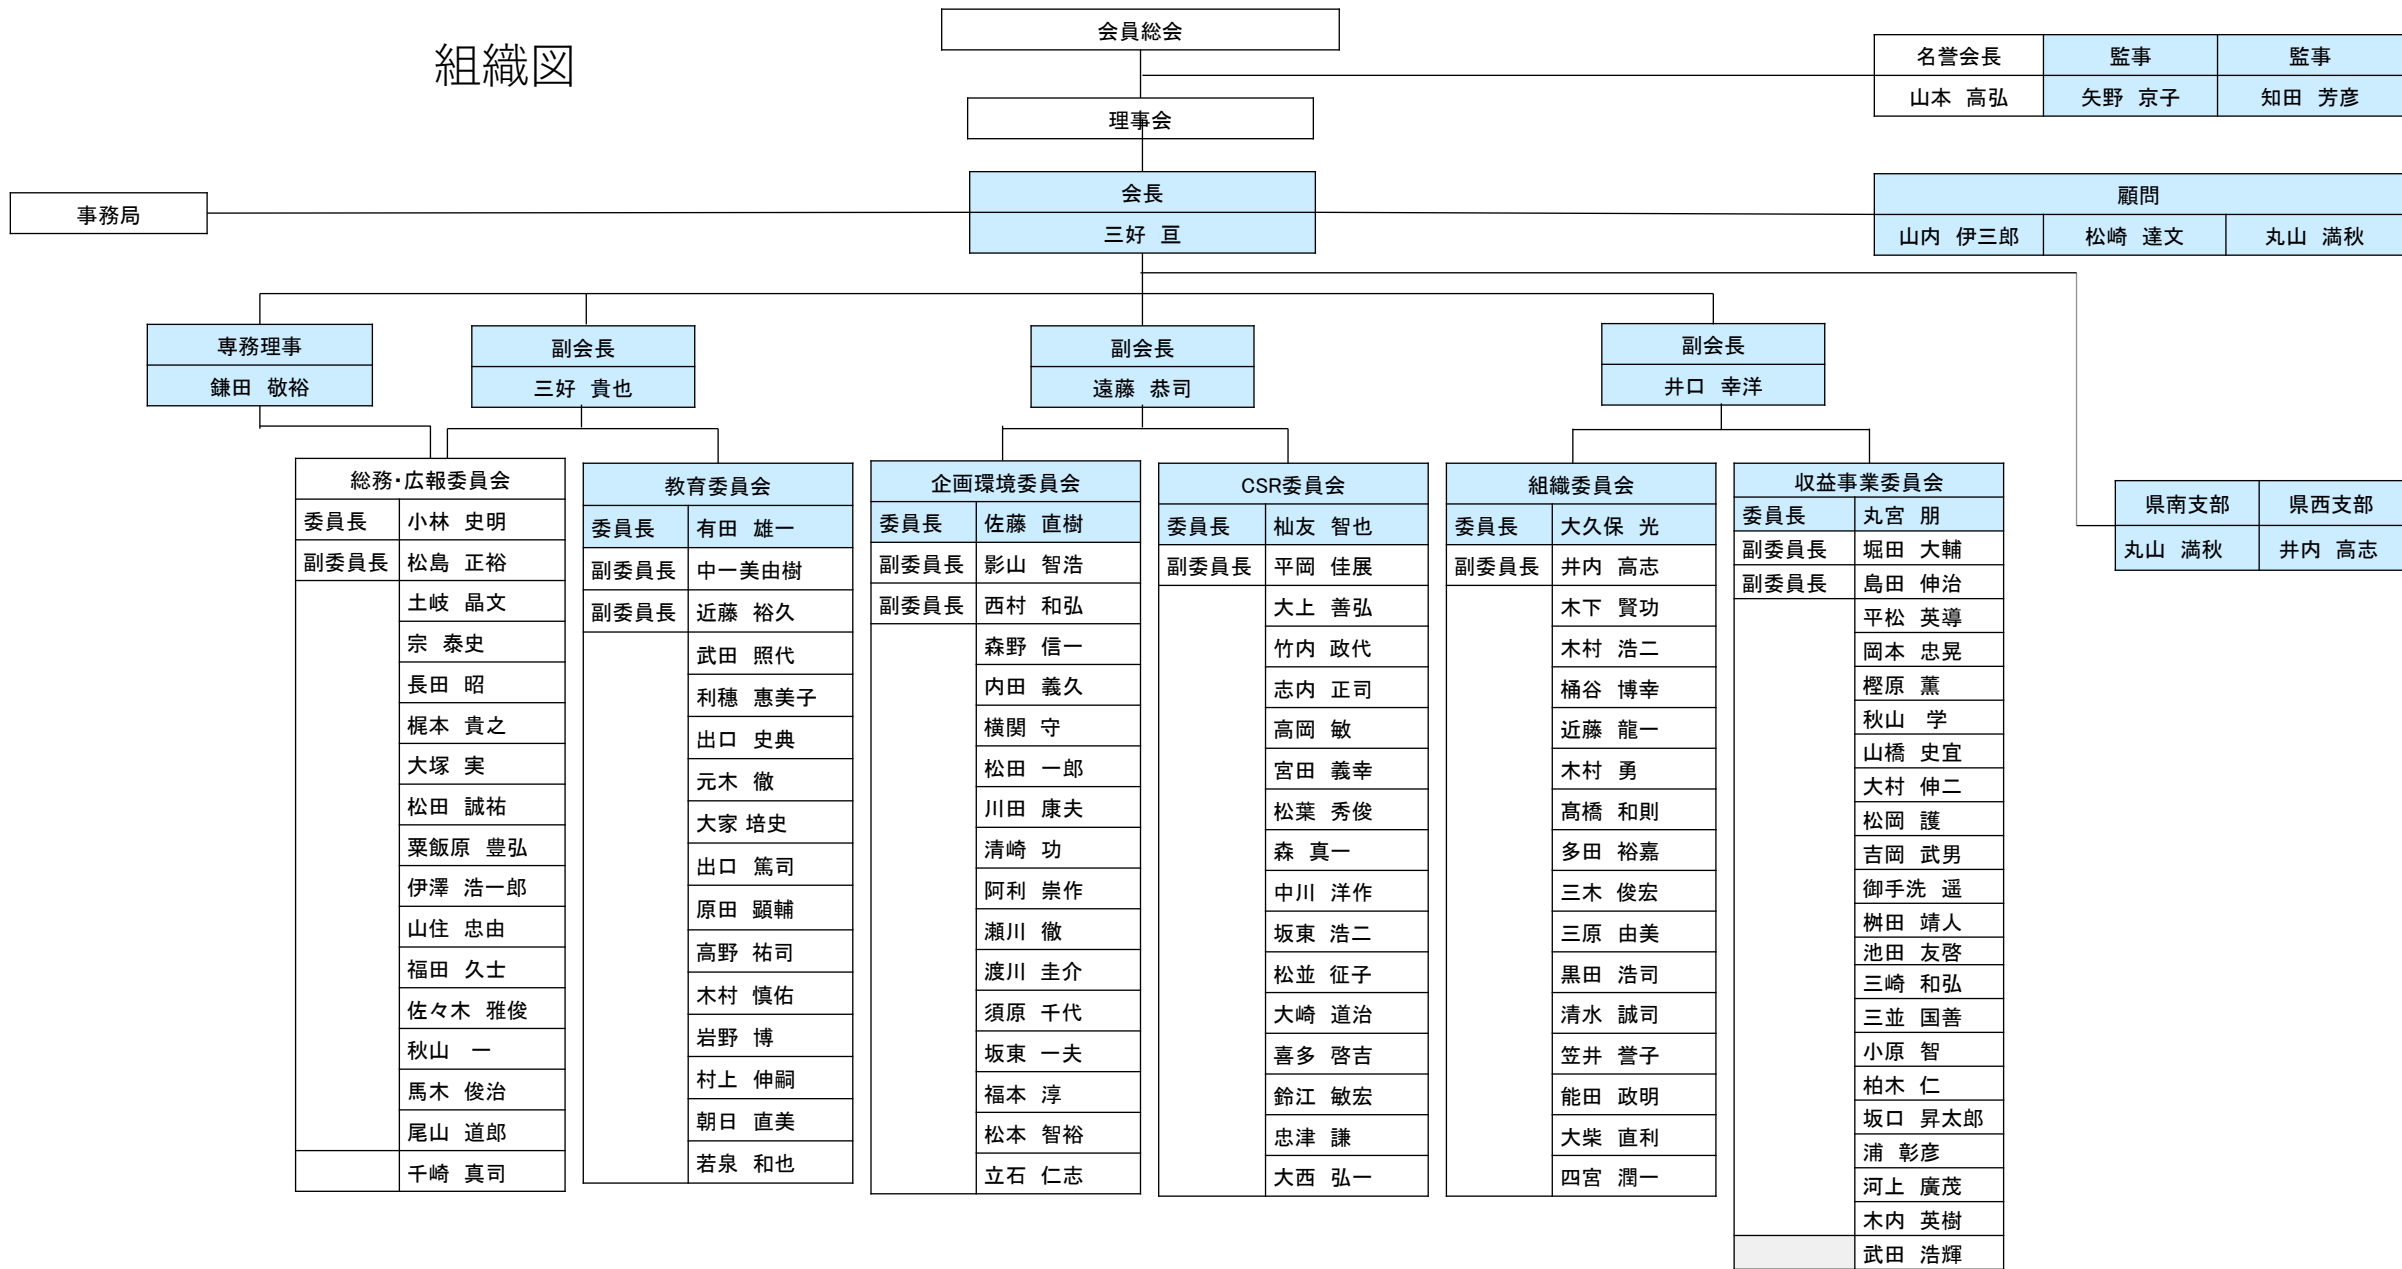 組織図
会員総会
名誉会長 監事 監事
山本 高弘 矢野 京子 知田 芳彦
理事会
会長
三好 亘
事務局
顧問
山内 伊三郎 松崎 達文 丸山 満秋
専務理事
鎌田 敬裕
副会長
三好 貴也
副会長
遠藤 恭司
副会長
井口 幸洋
総務・広報委員会
委員長 小林 史明
副委員長 松島 正裕
土岐 晶文
宗 泰史
長田 昭
梶本 貴之
大塚 実
松田 誠祐
粟飯原 豊弘
伊澤 浩一郎
山住 忠由
福田 久士
佐々木 雅俊
秋山 一
馬木 俊治
尾山 道郎
千崎 真司
教育委員会
委員長 有田 雄一
副委員長 中一美由樹
副委員長 近藤 裕久
武田 照代
利穂 惠美子
出口 史典
元木 徹
大家 培史
出口 篤司
原田 顕輔
高野 祐司
木村 慎佑
岩野 博
村上 伸嗣
朝日 直美
若泉 和也
企画環境委員会
委員長 佐藤 直樹
副委員長 影山 智浩
副委員長 西村 和弘
森野 信一
内田 義久
横関 守
松田 一郎
川田 康夫
清崎 功
阿利 崇作
瀬川 徹
渡川 圭介
須原 千代
坂東 一夫
福本 淳
松本 智裕
立石 仁志
CSR委員会
委員長 杣友 智也
副委員長 平岡 佳展
大上 善弘
竹内 政代
志内 正司
高岡 敏
宮田 義幸
松葉 秀俊
森 真一
中川 洋作
坂東 浩二
松並 征子
大崎 道治
喜多 啓吉
鈴江 敏宏
忠津 謙
大西 弘一
組織委員会
委員長 大久保 光
副委員長 井内 高志
木下 賢功
木村 浩二
桶谷 博幸
近藤 龍一
木村 勇
髙橋 和則
多田 裕嘉
三木 俊宏
三原 由美
黒田 浩司
清水 誠司
笠井 誉子
能田 政明
大柴 直利
四宮 潤一
収益事業委員会
委員長 丸宮 朋
副委員長 堀田 大輔
副委員長 島田 伸治
平松 英導
岡本 忠晃
樫原 薫
秋山 学
山橋 史宜
大村 伸二
松岡 護
吉岡 武男
御手洗 遥
桝田 靖人
池田 友啓
三崎 和弘
三並 国善
小原 智
柏木 仁
坂口 昇太郎
浦 彰彦
河上 廣茂
木内 英樹
武田 浩輝
県南支部 県西支部
丸山 満秋 井内 高志